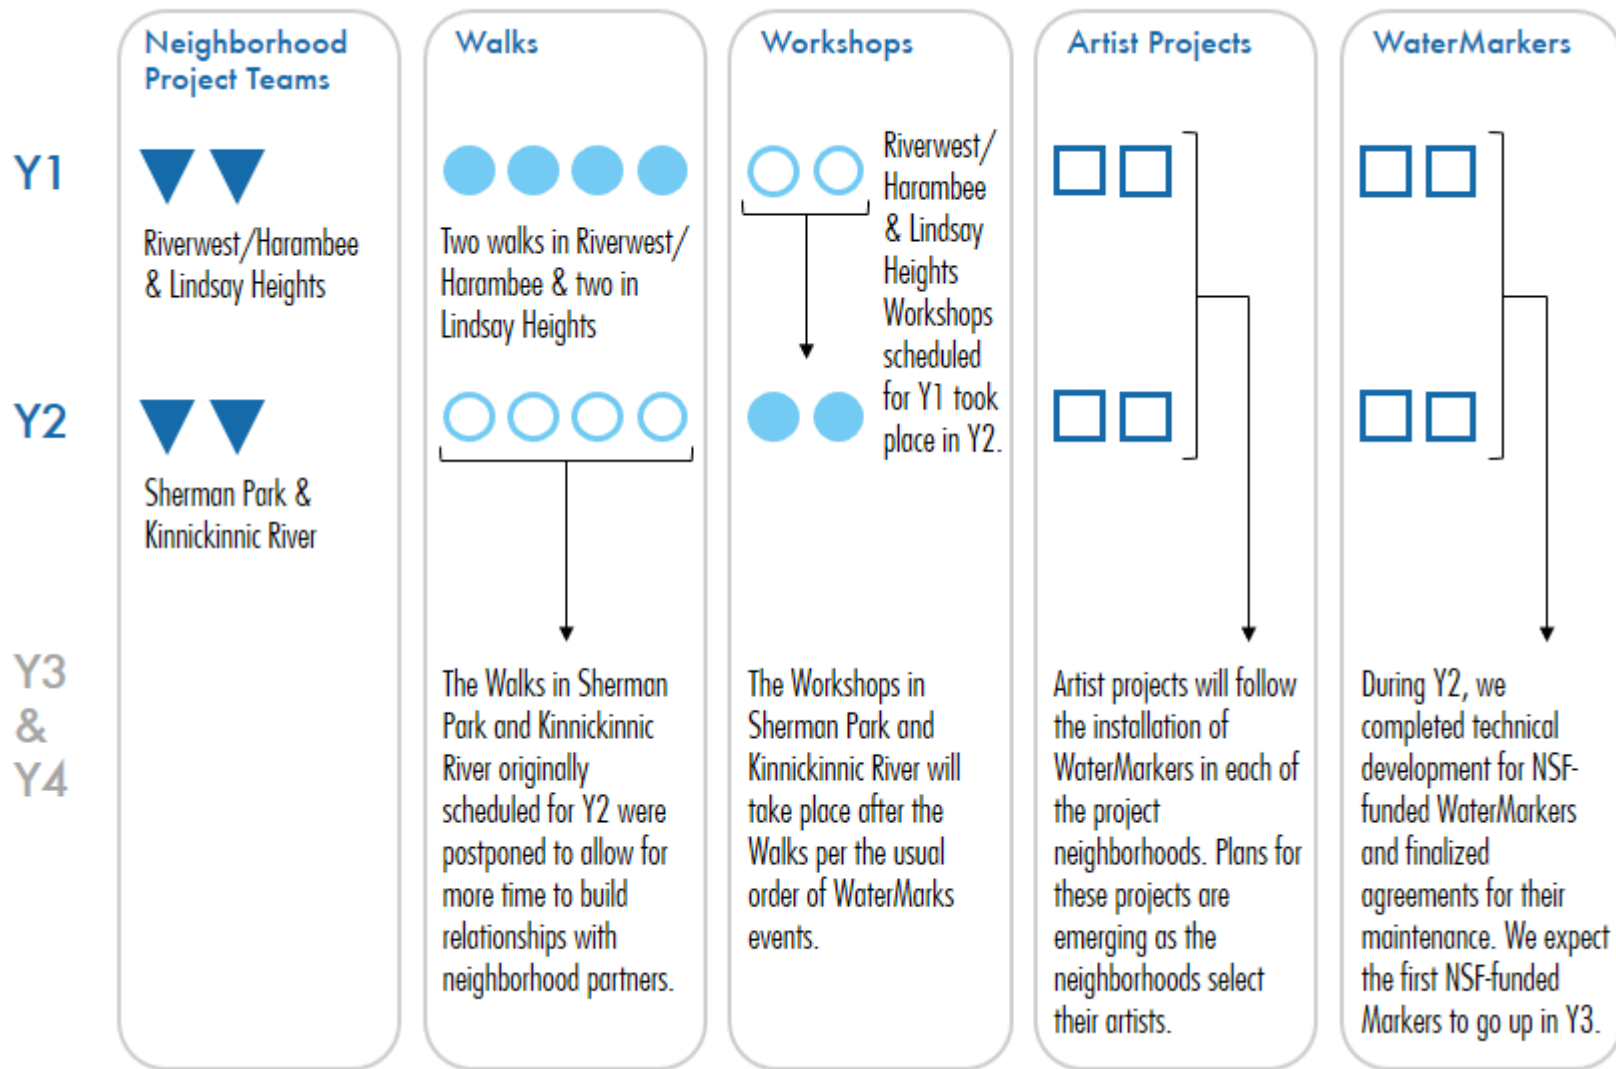 Neighborhood
Project Teams
Walks
Workshops
Artist Projects
WaterMarkers
Y1
Riverwest/Harambee
& Lindsay Heights
Two walks in Riverwest/
Harambee & two in
Lindsay Heights
Riverwest/
Harambee
& Lindsay
Heights
Workshops
scheduled
for Y1 took
place in Y2.
Y2
Sherman Park &
Kinnickinnic River
Y3
&
Y4
The Walks in Sherman
Park and Kinnickinnic
River originally
scheduled for Y2 were
postponed to allow for
more time to build
relationships with
neighborhood partners.
The Workshops in
Sherman Park and
Kinnickinnic River will
take place after the
Walks per the usual
order of WaterMarks
events.
Artist projects will follow
the installation of
WaterMarkers in each of
the project
neighborhoods. Plans for
these projects are
emerging as the
neighborhoods select
their artists.
During Y2, we
completed technical
development for NSF-
funded WaterMarkers
and finalized
agreements for their
maintenance. We expect
the first NSF-funded
Markers to go up in Y3.